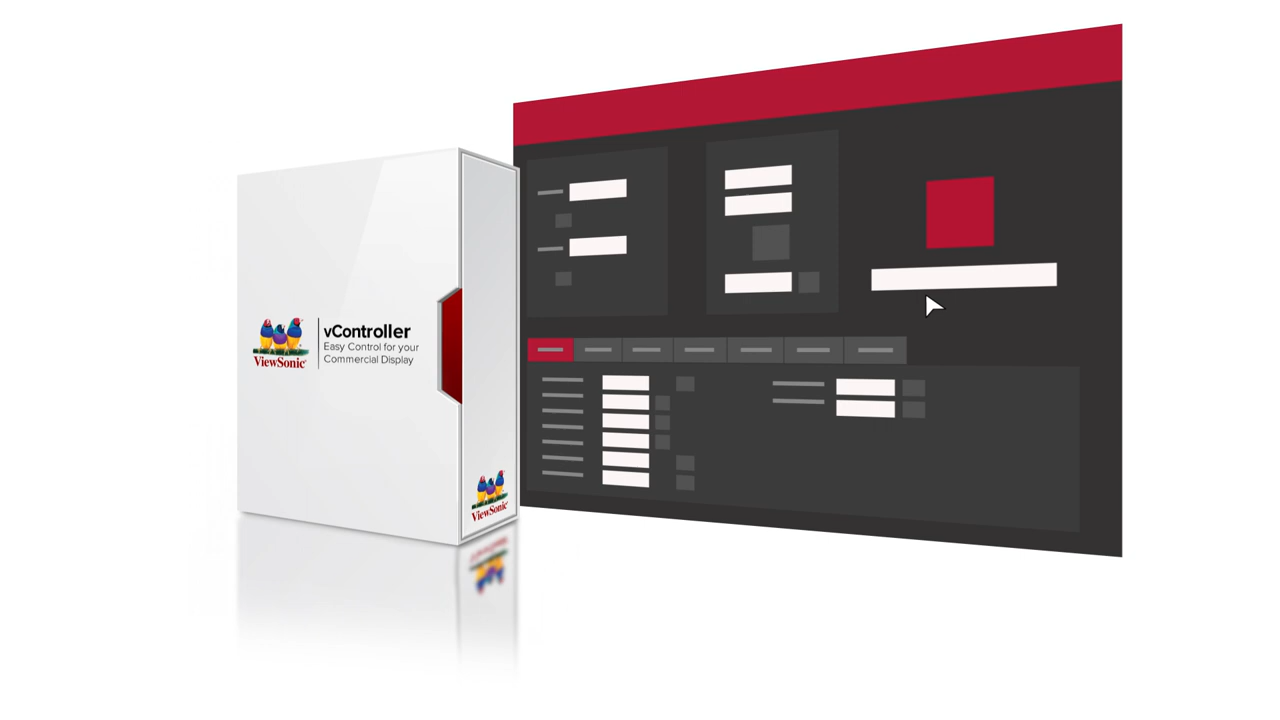 ViewSonic
vController
Easy Control for your
Commercial Display
ViewSonic